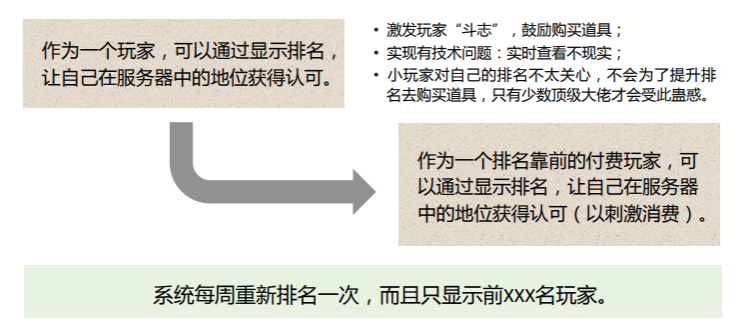 作为一个玩家，可以通过显示排名，
让自己在服务器中的地位获得认可。
• 激发玩家“斗志”，鼓励购买道具；
• 实现有技术问题：实时查看不现实；
• 小玩家对自己的排名不太关心，不会为了提升排
名去购买道具，只有少数顶级大佬才会受此蛊惑。
作为一个排名靠前的付费玩家，可
以通过显示排名，让自己在服务器
中的地位获得认可（以刺激消费）。
系统每周重新排名一次，而且只显示前xxx名玩家。